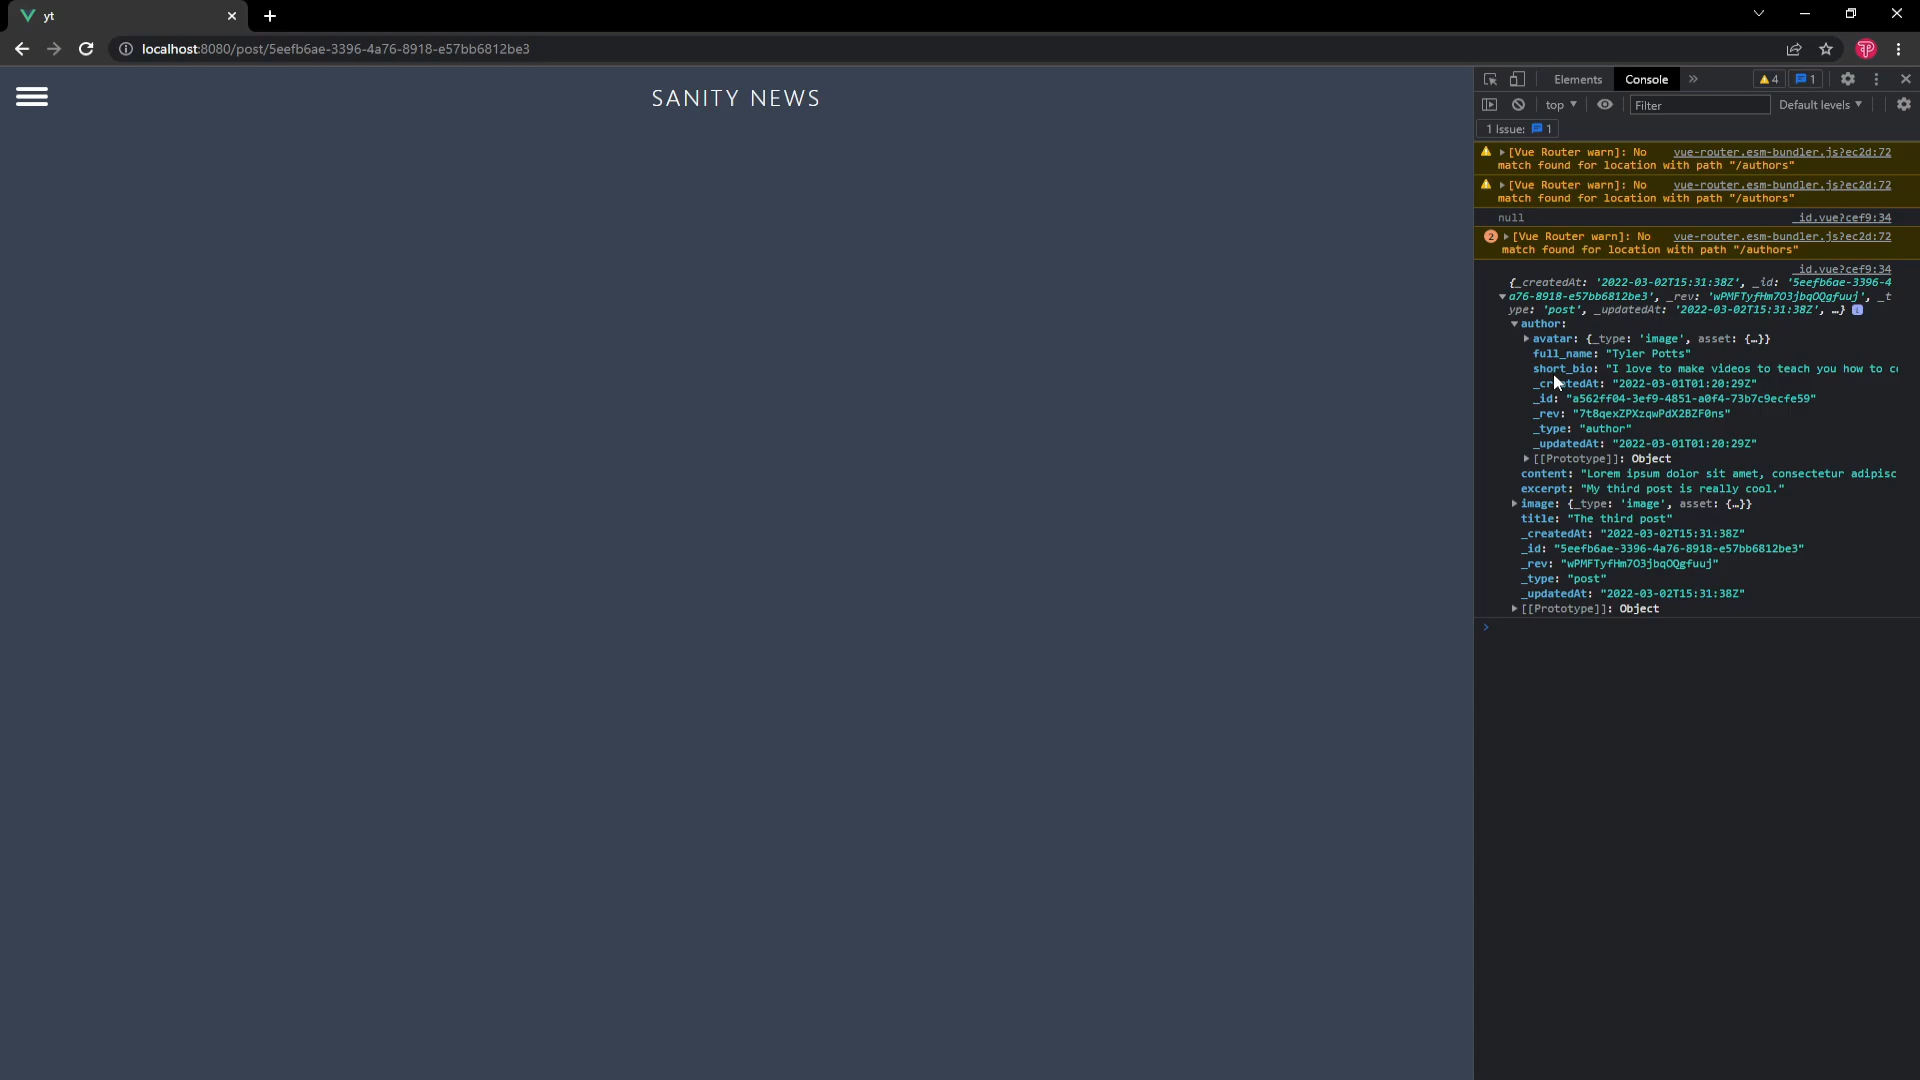 yt
localhost:8080/post/5eefb6ae-3396-4a76-8918-e57bb6812be3
SANITY NEWS
Elements Console » 4 1
top Filter Default levels
1 Issue: 1
[Vue Router warn]: No vue-router.esm-bundler.js?ec2d:72
match found for location with path "/authors"
[Vue Router warn]: No vue-router.esm-bundler.js?ec2d:72
match found for location with path "/authors"
null _id.vue?cef9:34
2 [Vue Router warn]: No vue-router.esm-bundler.js?ec2d:72
match found for location with path "/authors"
_id.vue?cef9:34
{_createdAt: '2022-03-02T15:31:38Z', _id: '5eefb6ae-3396-4
a76-8918-e57bb6812be3', _rev: 'wPMFTyfHm7O3jbqOQgfuuj', _t
ype: 'post', _updatedAt: '2022-03-02T15:31:38Z', …} i
author:
avatar: {_type: 'image', asset: {…}}
full_name: "Tyler Potts"
short_bio: "I love to make videos to teach you how to c
_createdAt: "2022-03-01T01:20:29Z"
_id: "a562ff04-3ef9-4851-a0f4-73b7c9ecfe59"
_rev: "7t8qexZPXzqwPdX2BZF0ns"
_type: "author"
_updatedAt: "2022-03-01T01:20:29Z"
[[Prototype]]: Object
content: "Lorem ipsum dolor sit amet, consectetur adipisc
excerpt: "My third post is really cool."
image: {_type: 'image', asset: {…}}
title: "The third post"
_createdAt: "2022-03-02T15:31:38Z"
_id: "5eefb6ae-3396-4a76-8918-e57bb6812be3"
_rev: "wPMFTyfHm7O3jbqOQgfuuj"
_type: "post"
_updatedAt: "2022-03-02T15:31:38Z"
[[Prototype]]: Object